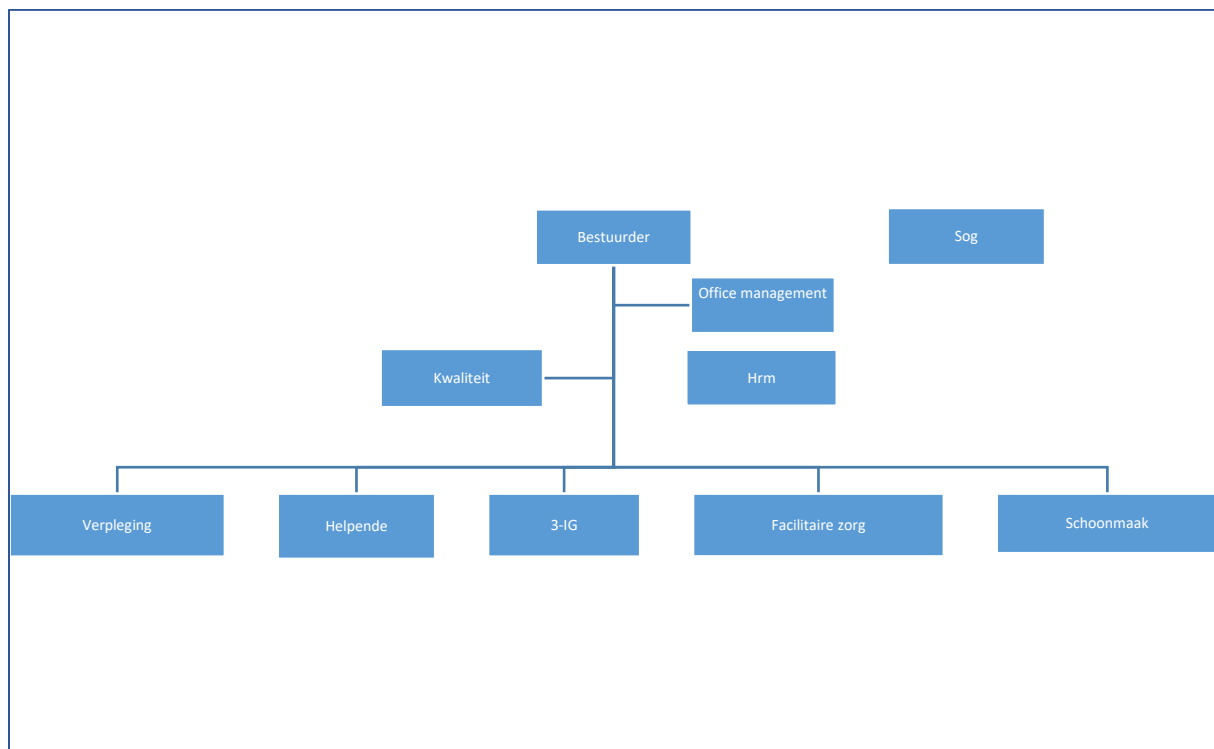 Bestuurder
Sog
Office management
Kwaliteit
Hrm
Verpleging
Helpende
3-IG
Facilitaire zorg
Schoonmaak